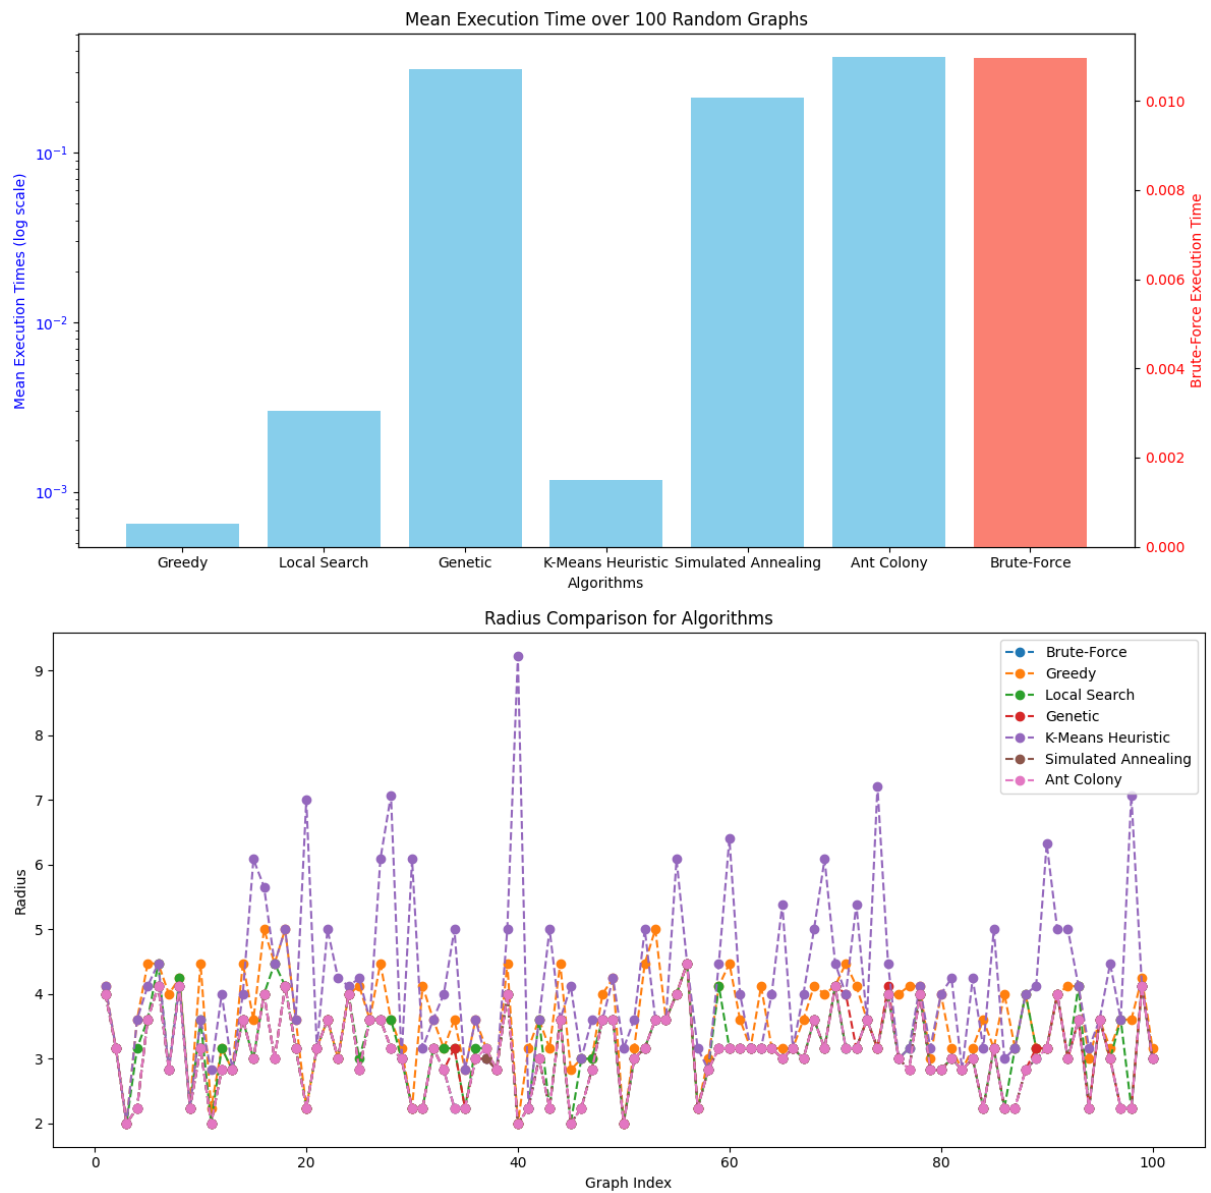 Mean Execution Time over 100 Random Graphs
Mean Execution Times (log scale)
10⁻¹
10⁻²
10⁻³
0.010
0.008
0.006
0.004
0.002
0.000
Brute-Force Execution Time
Greedy Local Search Genetic K-Means Heuristic Simulated Annealing Ant Colony Brute-Force
Algorithms
Radius Comparison for Algorithms
Radius
9
8
7
6
5
4
3
2
Brute-Force
Greedy
Local Search
Genetic
K-Means Heuristic
Simulated Annealing
Ant Colony
0 20 40 60 80 100
Graph Index